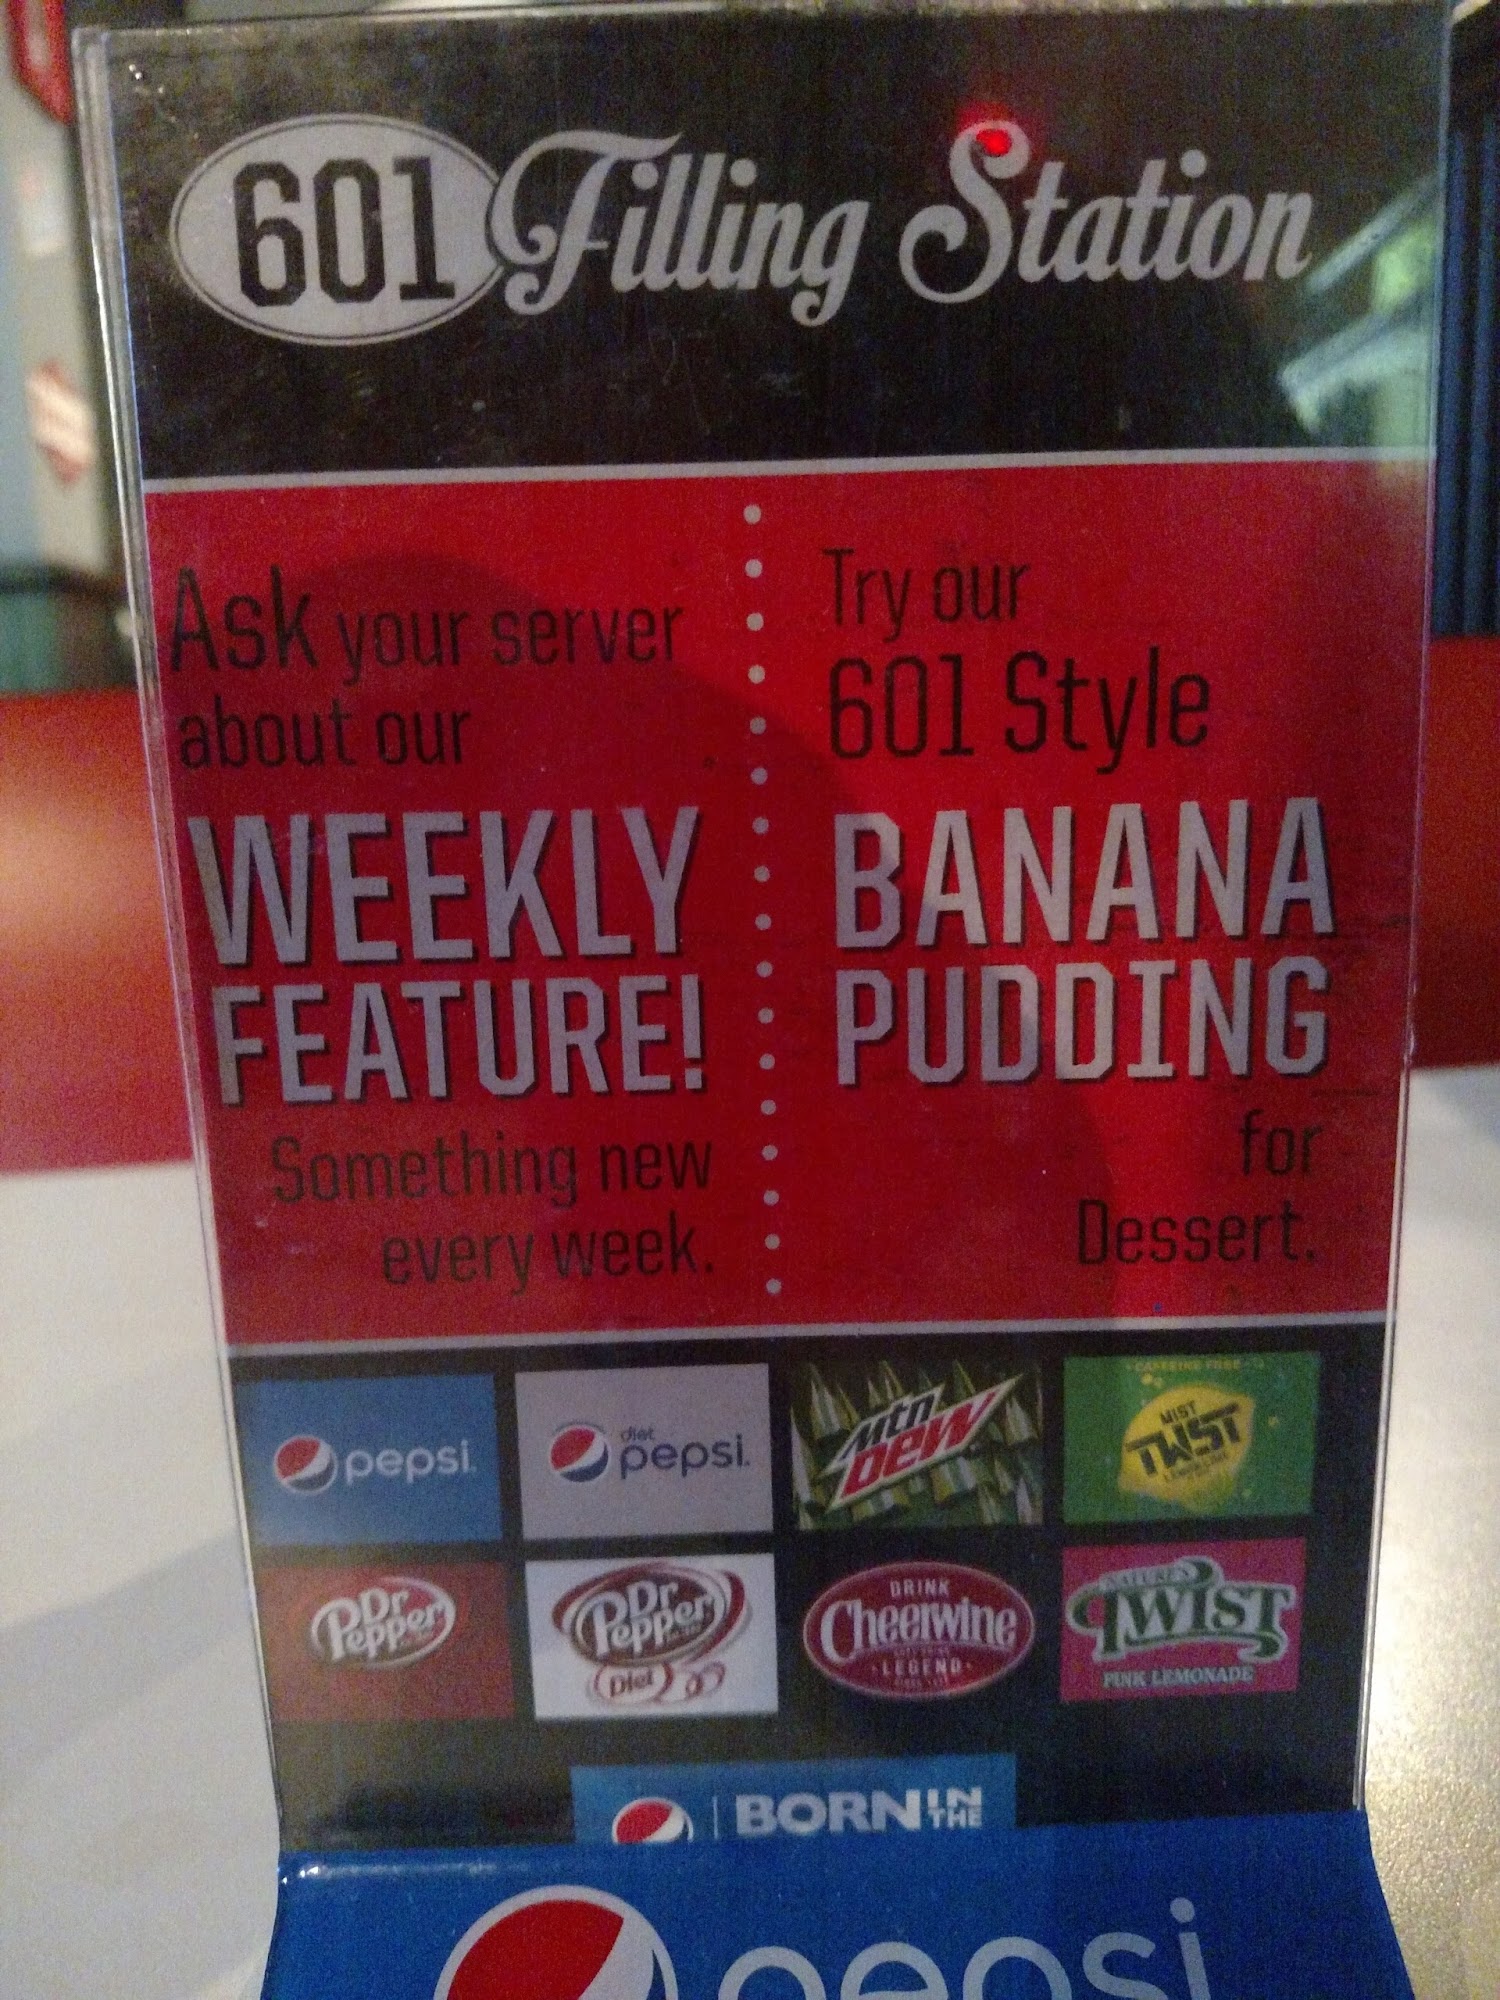 601 Filling Station
Ask your server
about our
WEEKLY
FEATURE!
Something new
every week.
Try our
601 Style
BANANA
PUDDING
for
Dessert.
pepsi
diet
pepsi
Mtn
Dew
CAFFEINE FREE
MIST
TWST
Dr
Pepper
Dr
Pepper
Diet
DRINK
Cheerwine
LEGEND
NATURE'S
TWIST
PINK LEMONADE
BORN IN THE
pepsi